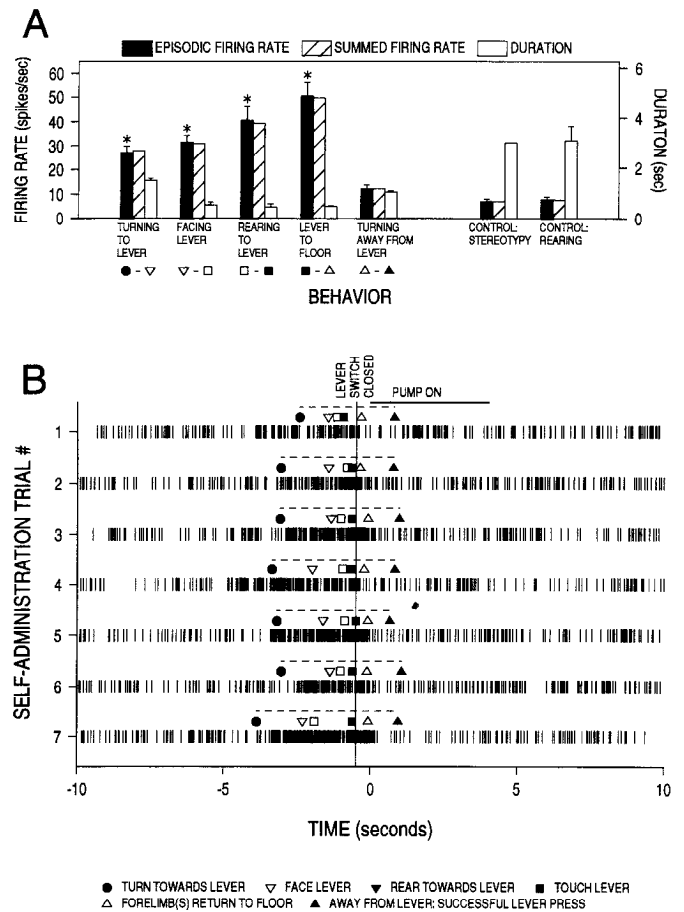 A
EPISODIC FIRING RATE SUMMED FIRING RATE DURATION
FIRING RATE (spikes/sec)
60
50
40
30
20
10
0
* * * *
6
4
2
0
DURATON (sec)
TURNING TO LEVER
FACING LEVER
REARING TO LEVER
LEVER TO FLOOR
TURNING AWAY FROM LEVER
CONTROL: STEREOTYPY
CONTROL: REARING
BEHAVIOR
B
LEVER SWITCH CLOSED
PUMP ON
SELF-ADMINISTRATION TRIAL #
1
2
3
4
5
6
7
-10 -5 0 5 10
TIME (seconds)
TURN TOWARDS LEVER FACE LEVER REAR TOWARDS LEVER TOUCH LEVER
FORELIMB(S) RETURN TO FLOOR AWAY FROM LEVER: SUCCESSFUL LEVER PRESS